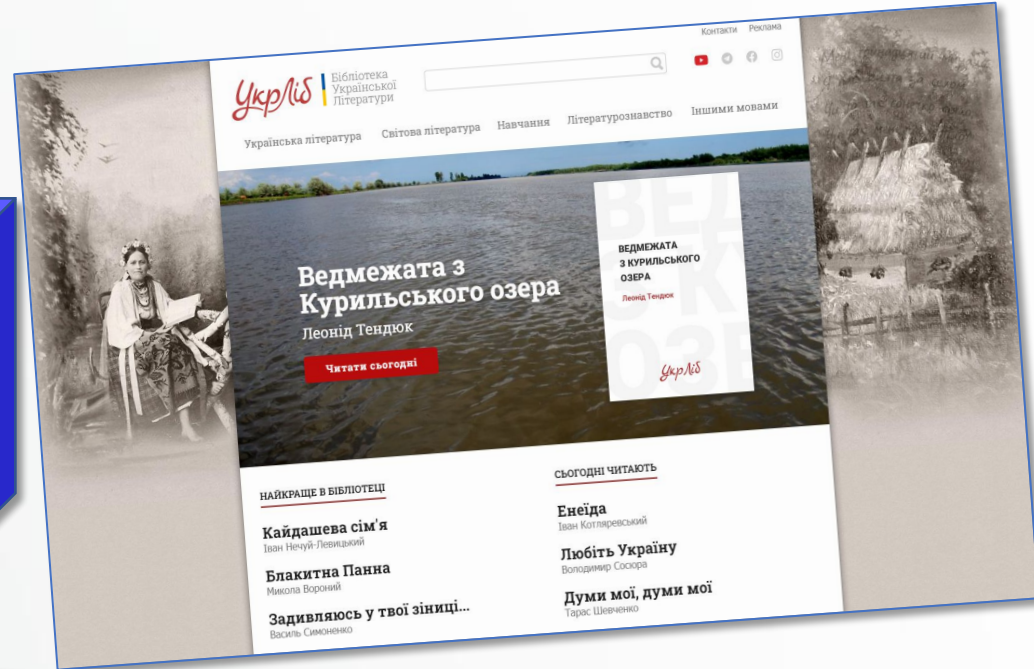 Контакти Реклама
УкрЛіб
Бібліотека
Української
Літератури
Українська література Світова література Навчання Літературознавство Іншими мовами
Ведмежата з
Курильського озера
Леонід Тендюк
Читати сьогодні
ВЕДМЕЖАТА
З КУРИЛЬСЬКОГО
ОЗЕРА
Леонід Тендюк
УкрЛіб
НАЙКРАЩЕ В БІБЛІОТЕЦІ
Кайдашева сім'я
Іван Нечуй-Левицький
Блакитна Панна
Микола Вороний
Задивляюсь у твої зіниці...
Василь Симоненко
СЬОГОДНІ ЧИТАЮТЬ
Енеїда
Іван Котляревський
Любіть Україну
Володимир Сосюра
Думи мої, думи мої
Тарас Шевченко